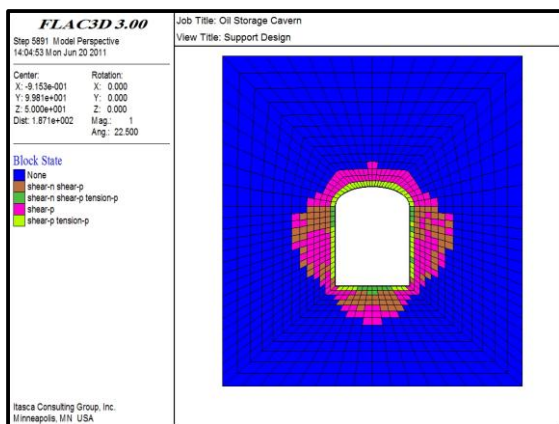 FLAC3D 3.00
Step 5891 Model Perspective
14:04:53 Mon Jun 20 2011
Center:
X: -9.153e-001
Y: 9.981e+001
Z: 5.000e+001
Dist: 1.871e+002
Rotation:
X: 0.000
Y: 0.000
Z: 0.000
Mag.: 1
Ang.: 22.500
Block State
None
shear-n shear-p
shear-n shear-p tension-p
shear-p
shear-p tension-p
Itasca Consulting Group, Inc.
Minneapolis, MN USA
Job Title: Oil Storage Cavern
View Title: Support Design